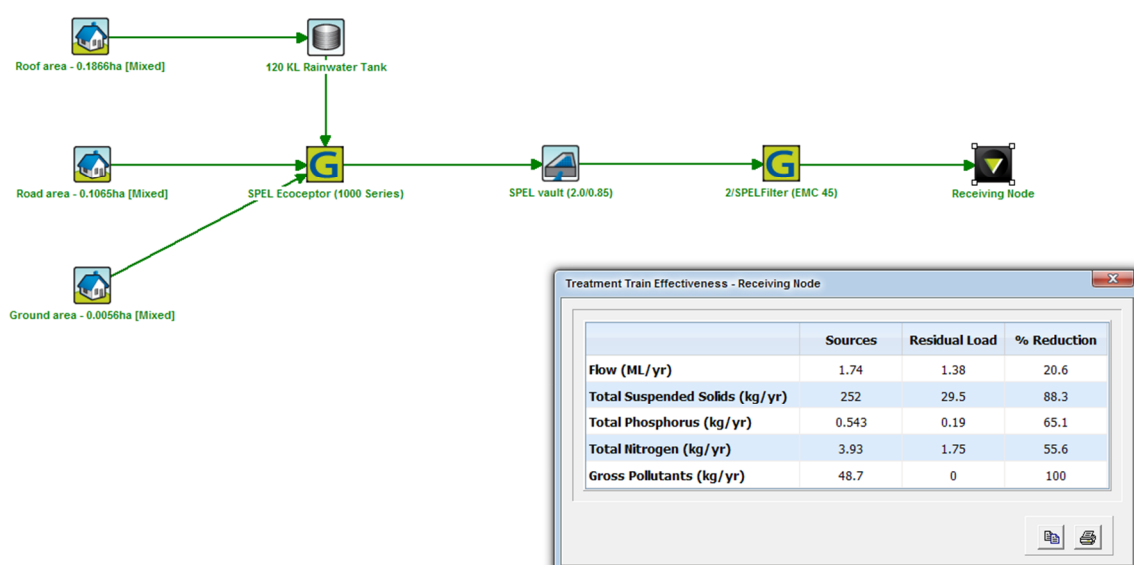 Roof area - 0.1866ha [Mixed]
120 KL Rainwater Tank
Road area - 0.1065ha [Mixed]
G
SPEL Ecoceptor (1000 Series)
SPEL vault (2.0/0.85)
G
2/SPELFilter (EMC 45)
Receiving Node
Ground area - 0.0056ha [Mixed]
Treatment Train Effectiveness - Receiving Node
Sources Residual Load % Reduction
Flow (ML/yr) 1.74 1.38 20.6
Total Suspended Solids (kg/yr) 252 29.5 88.3
Total Phosphorus (kg/yr) 0.543 0.19 65.1
Total Nitrogen (kg/yr) 3.93 1.75 55.6
Gross Pollutants (kg/yr) 48.7 0 100